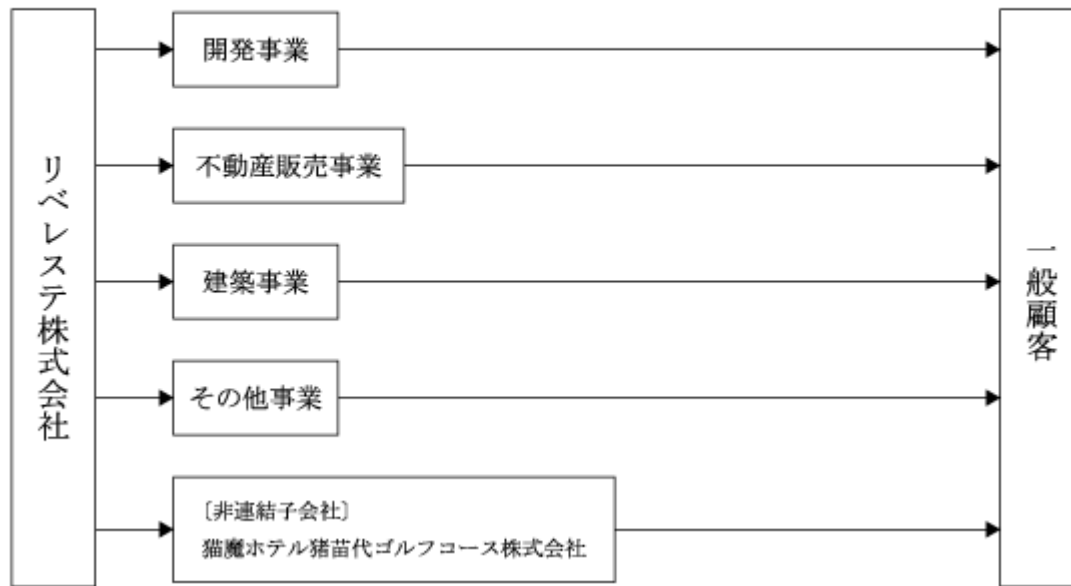 リベレステ株式会社
開発事業
不動産販売事業
建築事業
その他事業
〔非連結子会社〕
猫魔ホテル猪苗代ゴルフコース株式会社
一般顧客